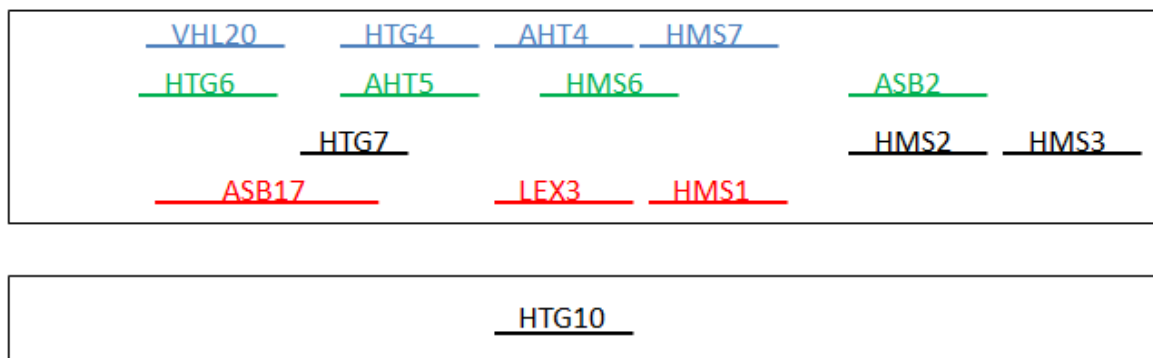 VHL20 HTG4 AHT4 HMS7
HTG6 AHT5 HMS6 ASB2
HTG7 HMS2 HMS3
ASB17 LEX3 HMS1
HTG10